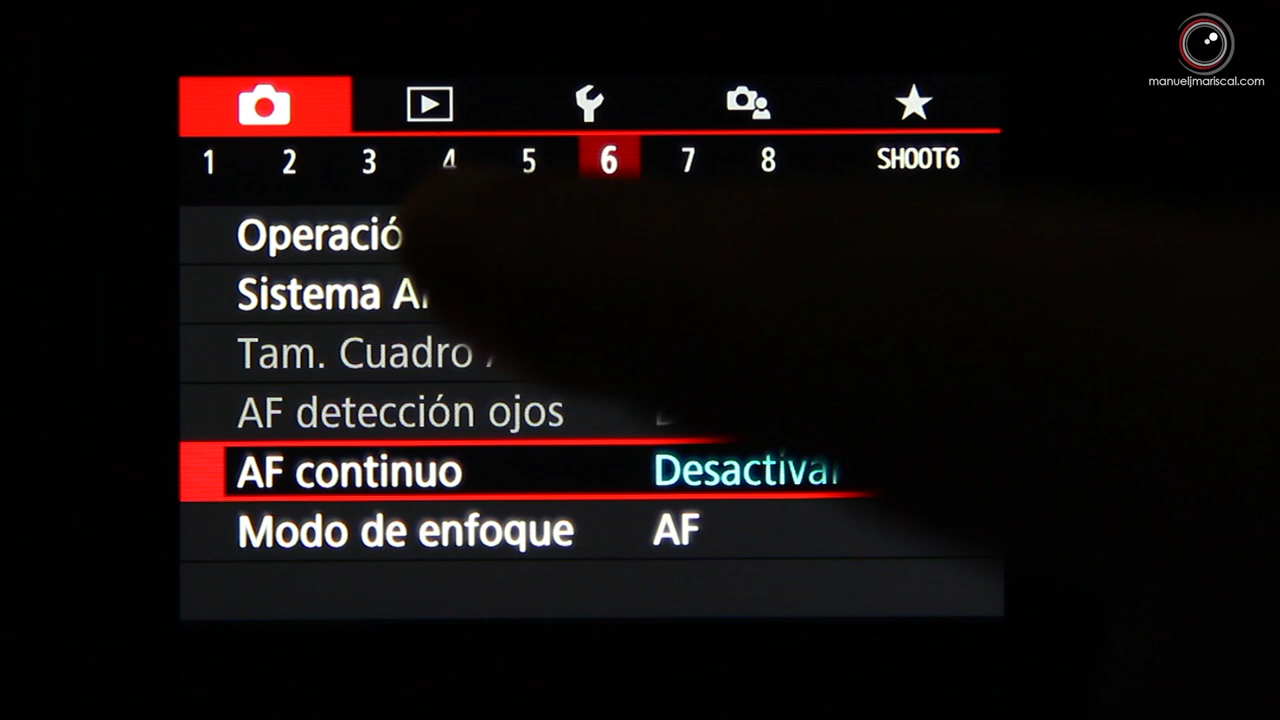 manueljmariscal.com
1 2 3 4 5 6 7 8 SHOOT6
Operació
Sistema
Tam. Cuadro
AF detección ojos
AF continuo Desactivar
Modo de enfoque AF